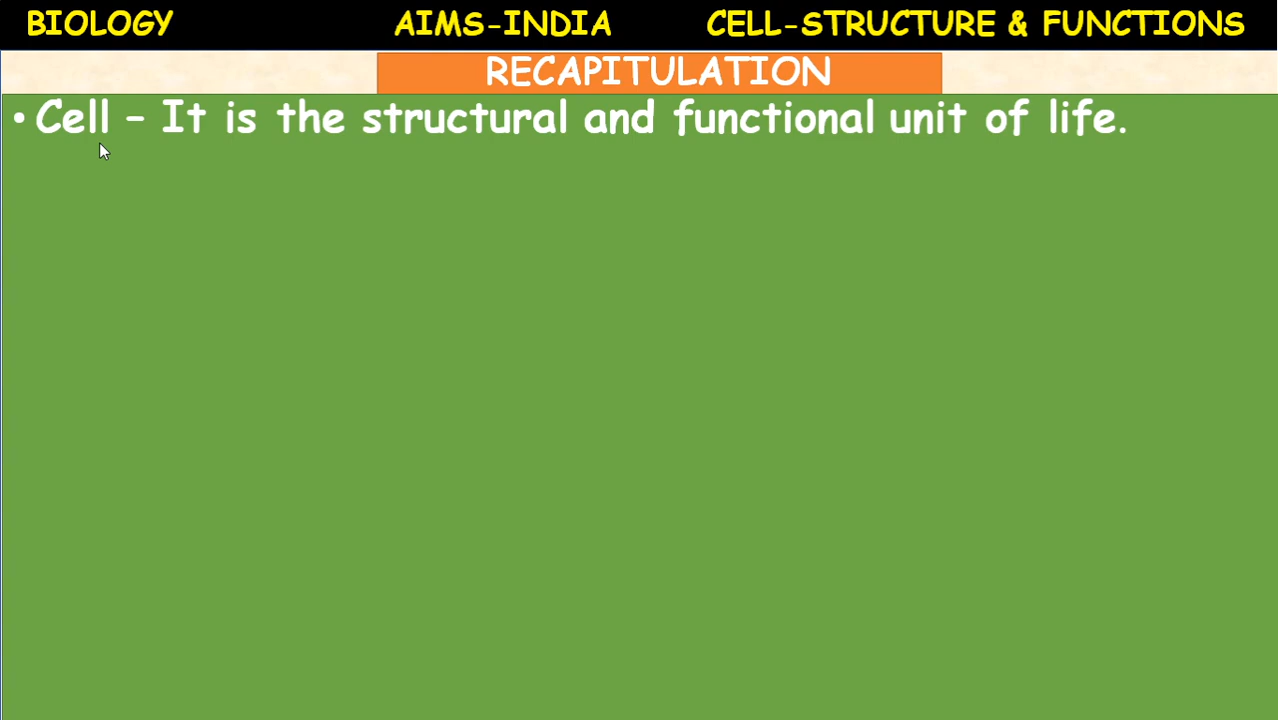 BIOLOGY AIMS-INDIA CELL-STRUCTURE & FUNCTIONS
RECAPITULATION
• Cell – It is the structural and functional unit of life.